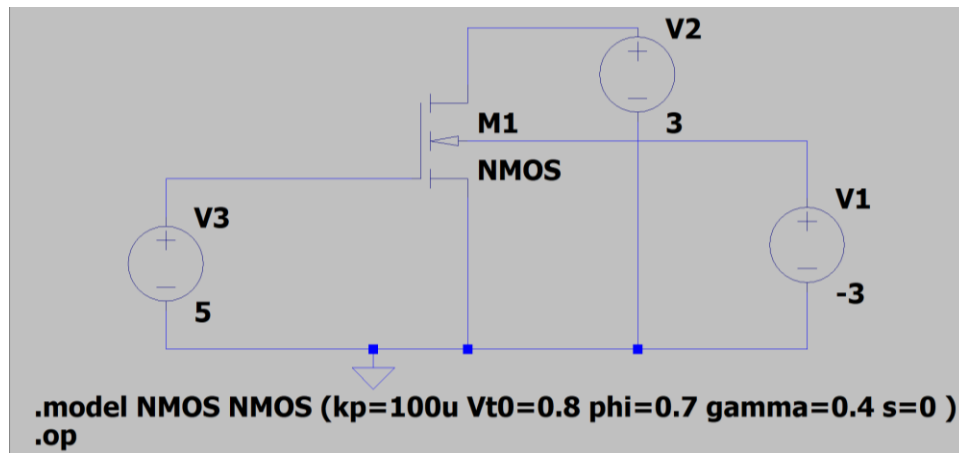 V2
3
M1
NMOS
V3
5
V1
-3
.model NMOS NMOS (kp=100u Vt0=0.8 phi=0.7 gamma=0.4 s=0 )
.op